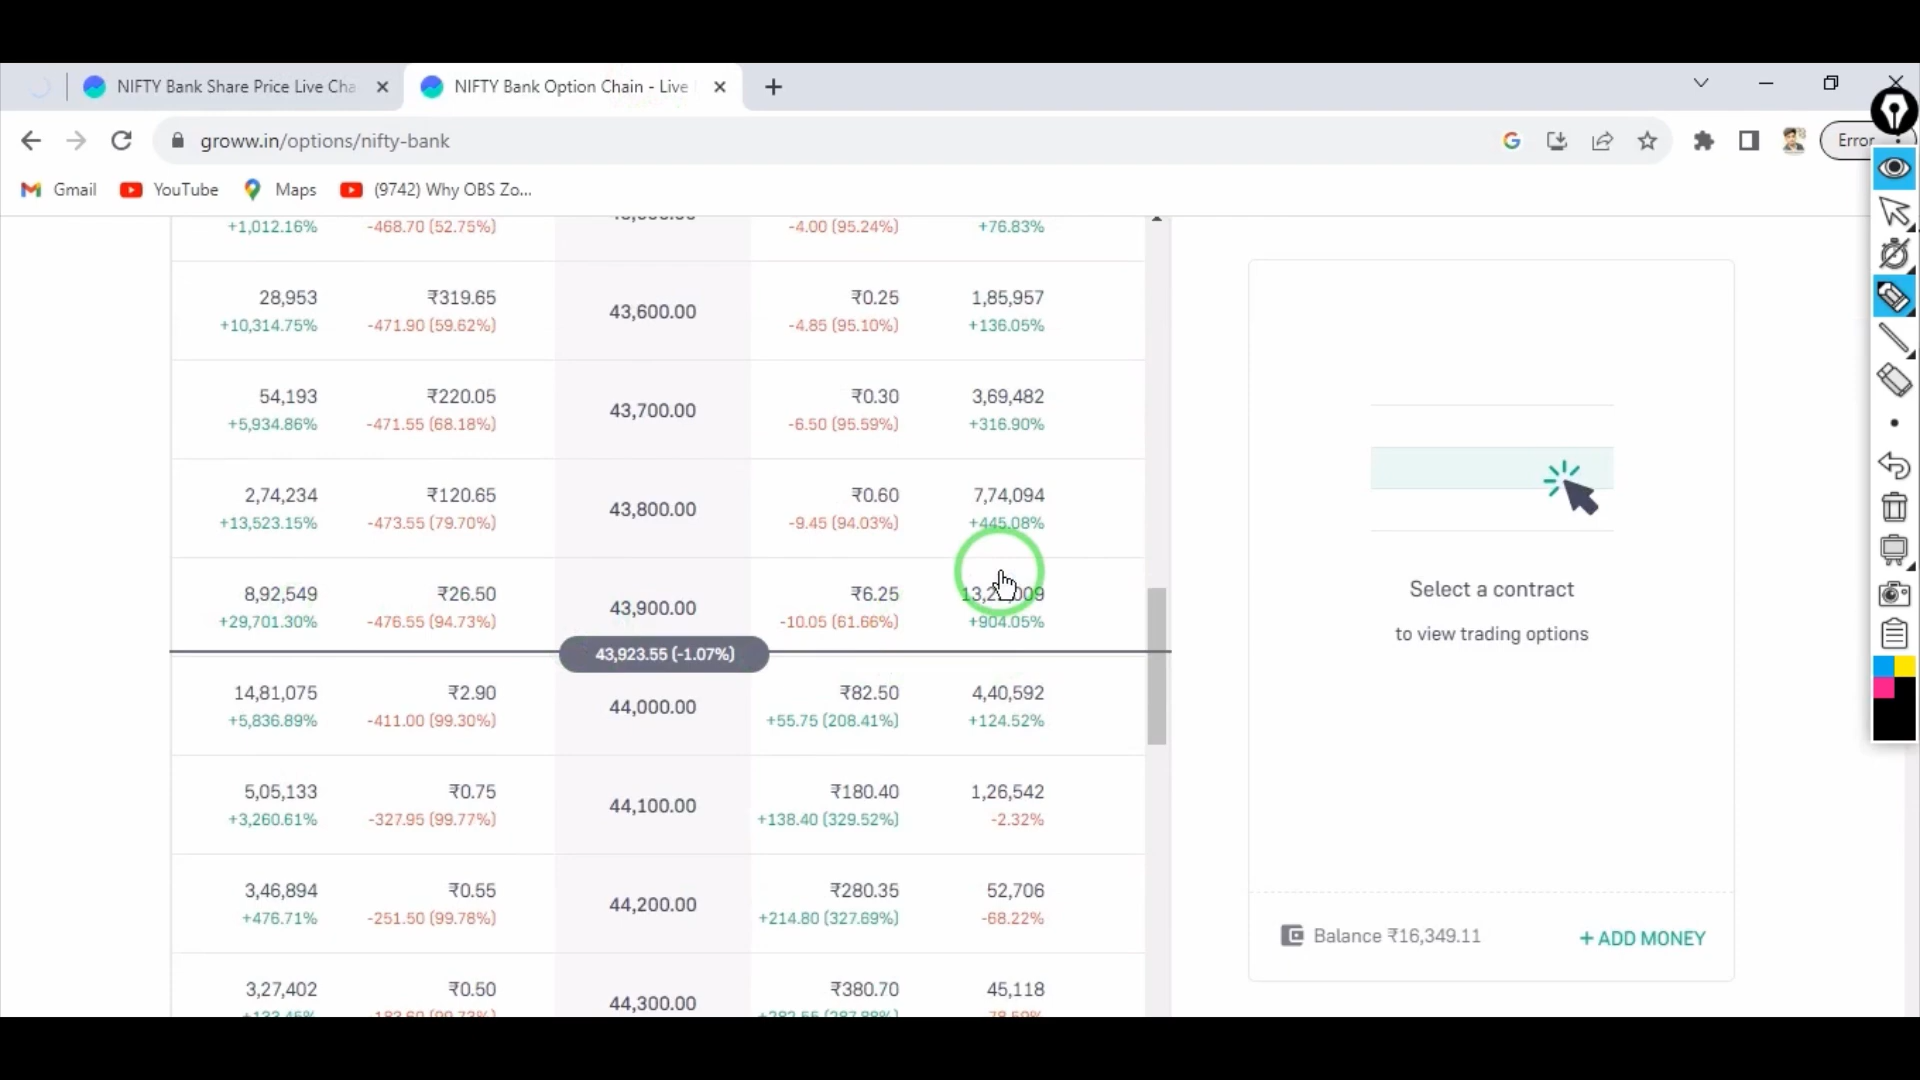 NIFTY Bank Share Price Live Cha
NIFTY Bank Option Chain - Live
groww.in/options/nifty-bank
Error
Gmail
YouTube
Maps
(9742) Why OBS Zo...
+1,012.16% -468.70 (52.75%) -4.00 (95.24%) +76.83%
28,953 ₹319.65 43,600.00 ₹0.25 1,85,957
+10,314.75% -471.90 (59.62%) -4.85 (95.10%) +136.05%
54,193 ₹220.05 43,700.00 ₹0.30 3,69,482
+5,934.86% -471.55 (68.18%) -6.50 (95.59%) +316.90%
2,74,234 ₹120.65 43,800.00 ₹0.60 7,74,094
+13,523.15% -473.55 (79.70%) -9.45 (94.03%) +445.08%
8,92,549 ₹26.50 43,900.00 ₹6.25
+29,701.30% -476.55 (94.73%) -10.05 (61.66%) +904.05%
43,923.55 (-1.07%)
14,81,075 ₹2.90 44,000.00 ₹82.50 4,40,592
+5,836.89% -411.00 (99.30%) +55.75 (208.41%) +124.52%
5,05,133 ₹0.75 44,100.00 ₹180.40 1,26,542
+3,260.61% -327.95 (99.77%) +138.40 (329.52%) -2.32%
3,46,894 ₹0.55 44,200.00 ₹280.35 52,706
+476.71% -251.50 (99.78%) +214.80 (327.69%) -68.22%
3,27,402 ₹0.50 44,300.00 ₹380.70 45,118
Select a contract
to view trading options
Balance ₹16,349.11
+ ADD MONEY